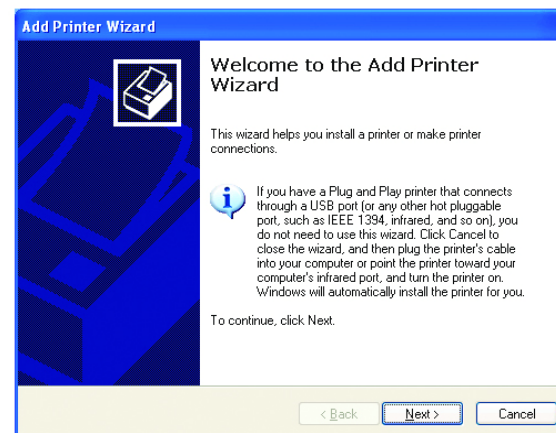 Add Printer Wizard
Welcome to the Add Printer
Wizard
This wizard helps you install a printer or make printer
connections.
If you have a Plug and Play printer that connects
through a USB port (or any other hot pluggable
port, such as IEEE 1394, infrared, and so on), you
do not need to use this wizard. Click Cancel to
close the wizard, and then plug the printer's cable
into your computer or point the printer toward your
computer's infrared port, and turn the printer on.
Windows will automatically install the printer for you.
To continue, click Next.
< Back Next > Cancel